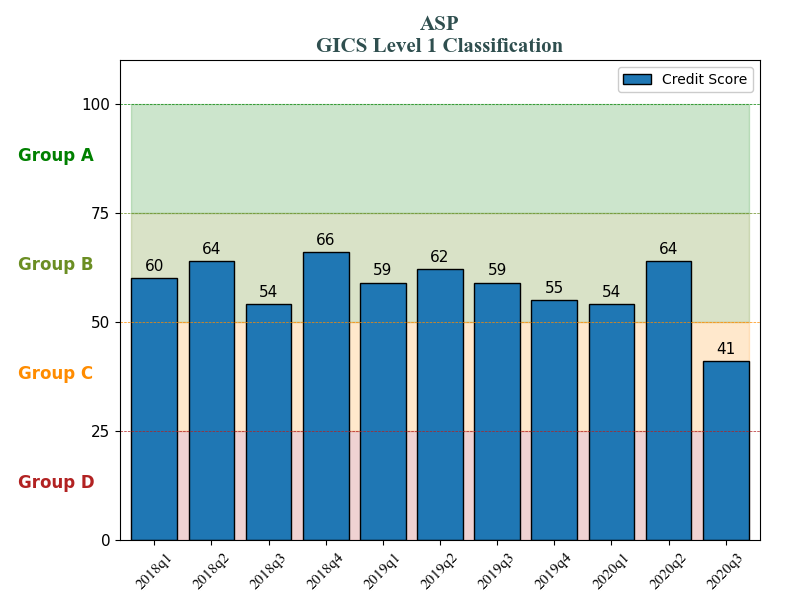 ASP
GICS Level 1 Classification
Credit Score
100
Group A
75
66
64
64
62
60
59
59
Group B
55
54
54
50
41
Group C
25
Group D
0
2018q1
2018q2
2018q3
2018q4
2019q1
2019q2
2019q3
2019q4
2020q1
2020q2
2020q3